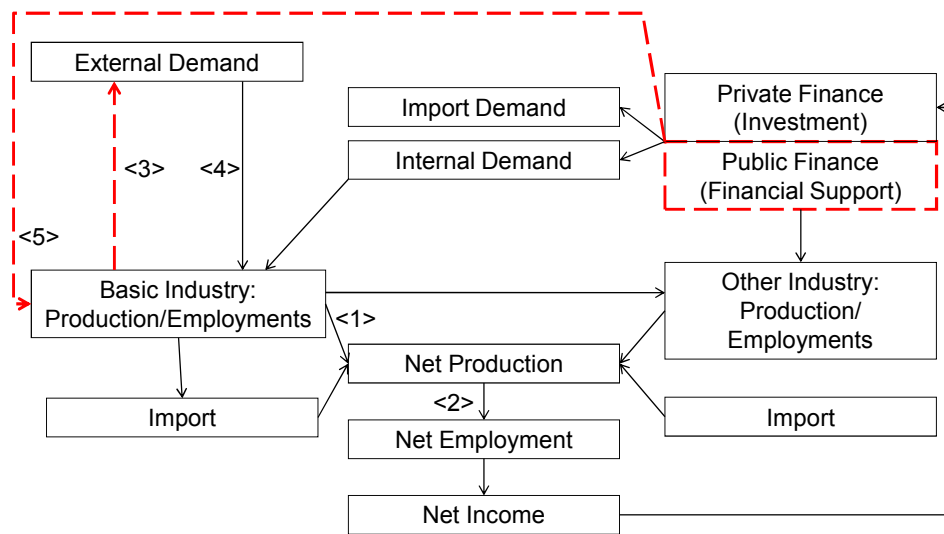 External Demand
Import Demand
Private Finance
(Investment)
<3>
<4>
Internal Demand
Public Finance
(Financial Support)
<5>
Basic Industry:
Production/Employments
Other Industry:
Production/
Employments
<1>
Net Production
<2>
Import
Net Employment
Import
Net Income